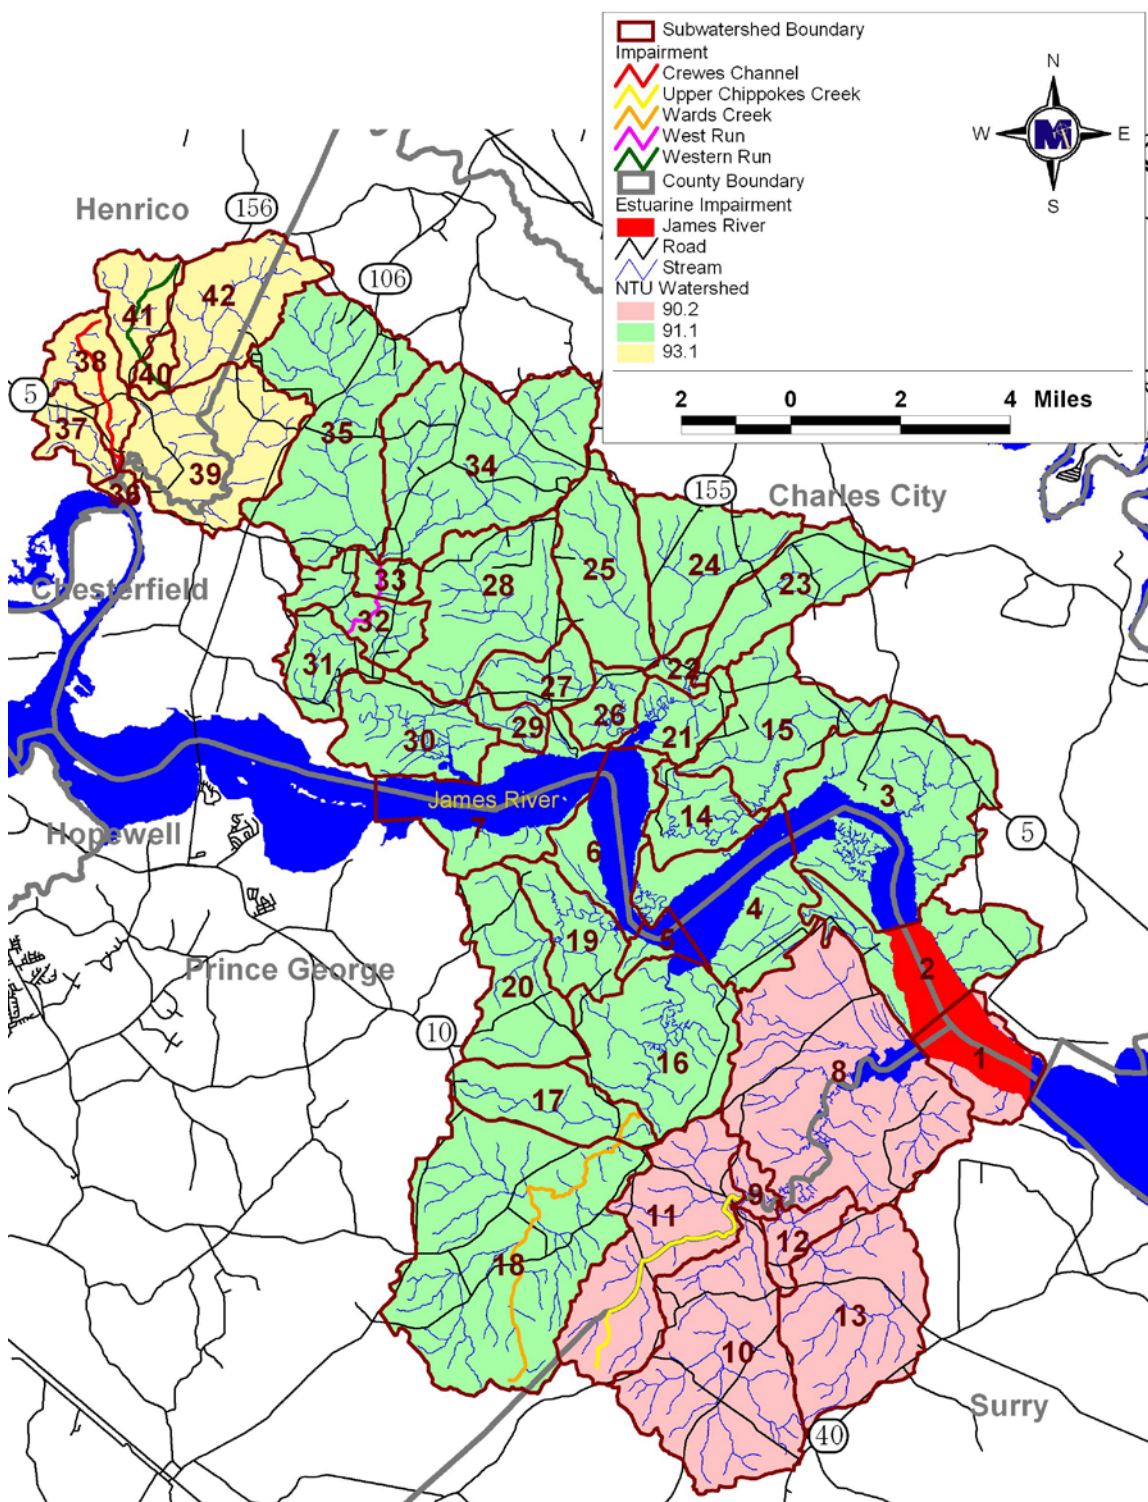 Subwatershed Boundary
Impairment
Crewes Channel
Upper Chippokes Creek
Wards Creek
West Run
Western Run
County Boundary
Estuarine Impairment
James River
Road
Stream
NTU Watershed
90.2
91.1
93.1
N
W M E
S
2 0 2 4 Miles
Henrico
156
106
42
41
38
40
5
37
35
34
39
36
155
Charles City
25
24
28
23
33
Chesterfield
32
31
22
27
26
15
29
21
30
3
James River
14
7
Hopewell
5
6
4
19
5
Prince George
2
20
10
16
1
8
17
9
11
12
18
13
10
Surry
40